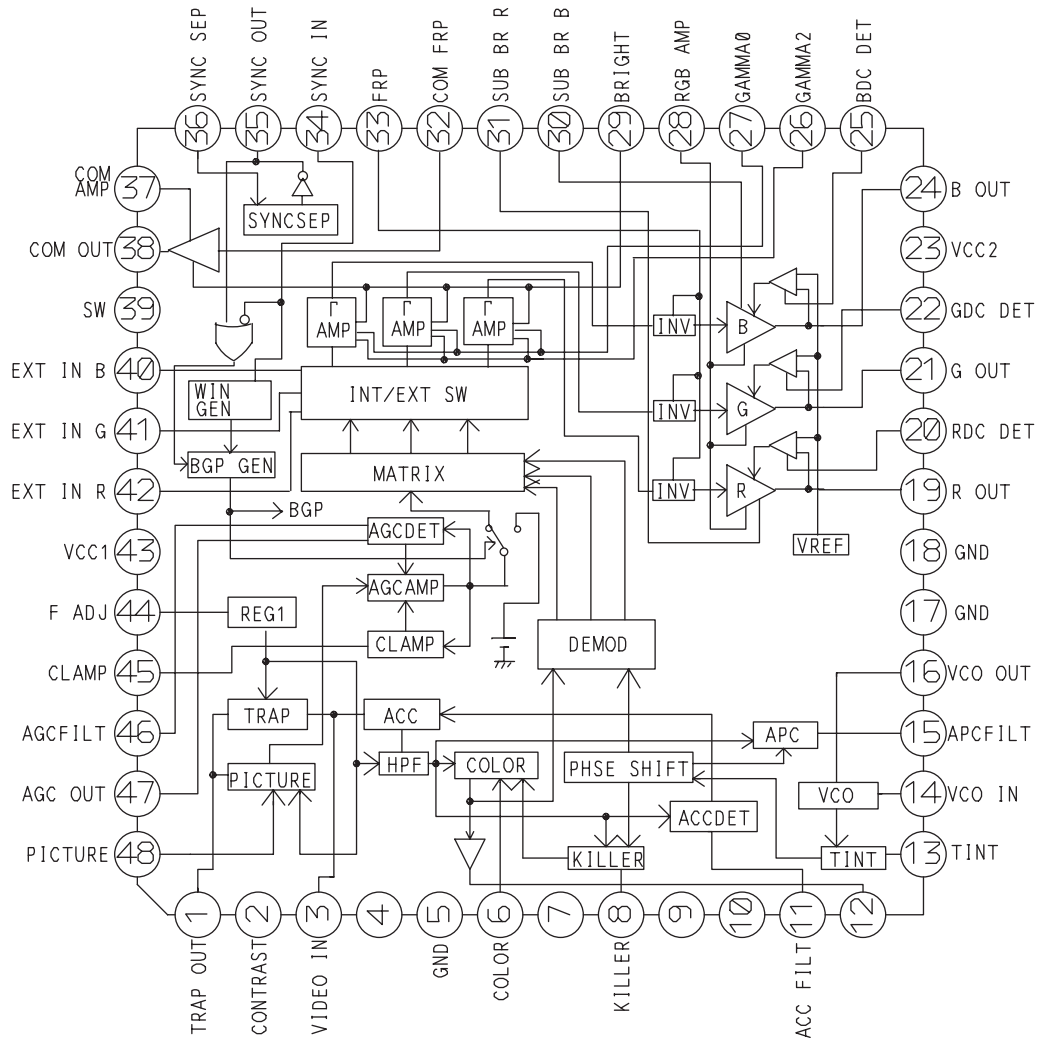 SYNC SEP
SYNC OUT
SYNC IN
FRP
COM FRP
SUB BR R
SUB BR B
BRIGHT
RGB AMP
GAMMA0
GAMMA2
BDC DET
36
35
34
33
32
31
30
29
28
27
26
25
COM
AMP
37
24
B OUT
SYNCSEP
COM OUT
38
23
VCC2
SW
39
22
GDC DET
AMP
AMP
AMP
INV
B
EXT IN B
40
21
G OUT
WIN
GEN
INT/EXT SW
INV
G
EXT IN G
41
20
RDC DET
BGP GEN
MATRIX
EXT IN R
42
INV
R
19
R OUT
BGP
AGCDET
VCC1
43
VREF
18
GND
AGCAMP
F ADJ
44
REG1
17
GND
CLAMP
DEMOD
CLAMP
45
16
VCO OUT
TRAP
ACC
AGCFILT
46
APC
15
APCFILT
PICTURE
HPF
COLOR
PHSE SHIFT
AGC OUT
47
VCO
14
VCO IN
ACCDET
PICTURE
48
KILLER
TINT
13
TINT
1
2
3
4
5
6
7
8
9
10
11
12
TRAP OUT
CONTRAST
VIDEO IN
GND
COLOR
KILLER
ACC FILT